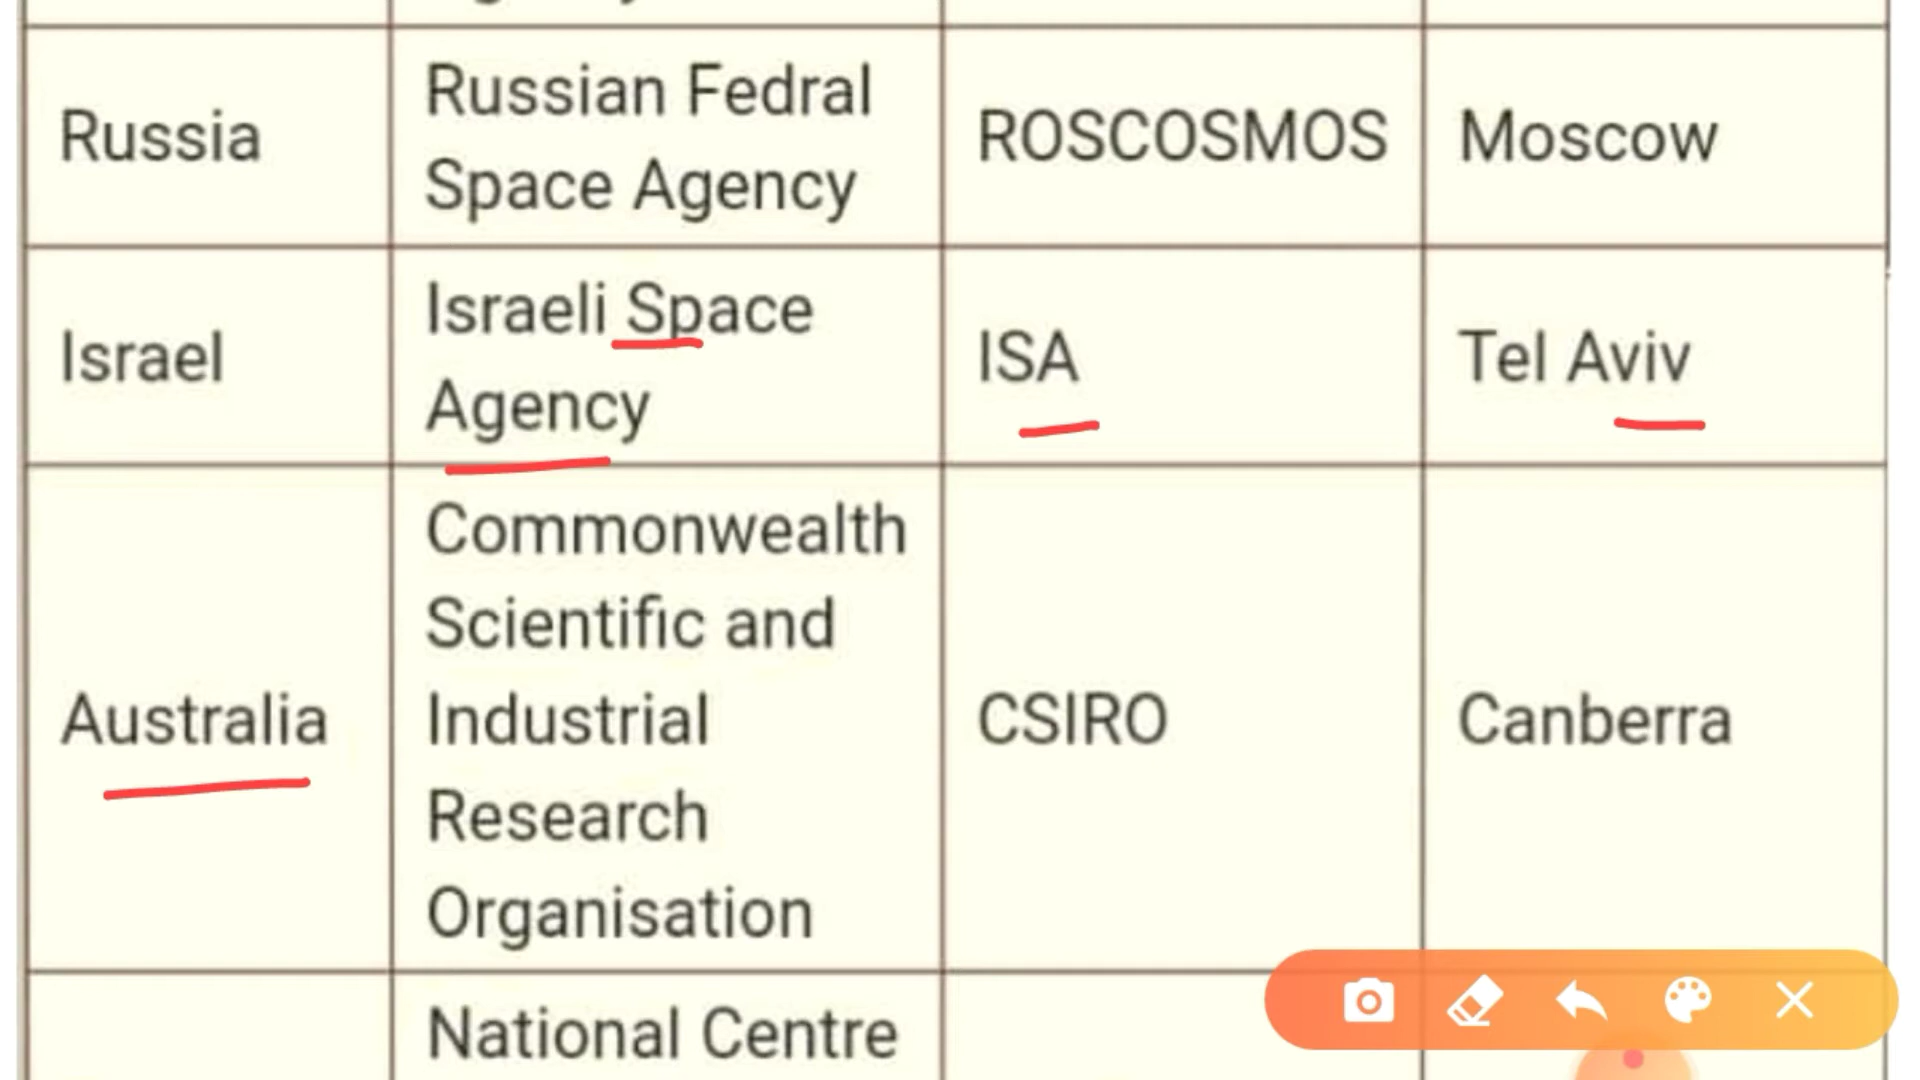 Russia
Russian Fedral
Space Agency
ROSCOSMOS
Moscow
Israel
Israeli Space
Agency
ISA
Tel Aviv
Australia
Commonwealth
Scientific and
Industrial
Research
Organisation
CSIRO
Canberra
National Centre